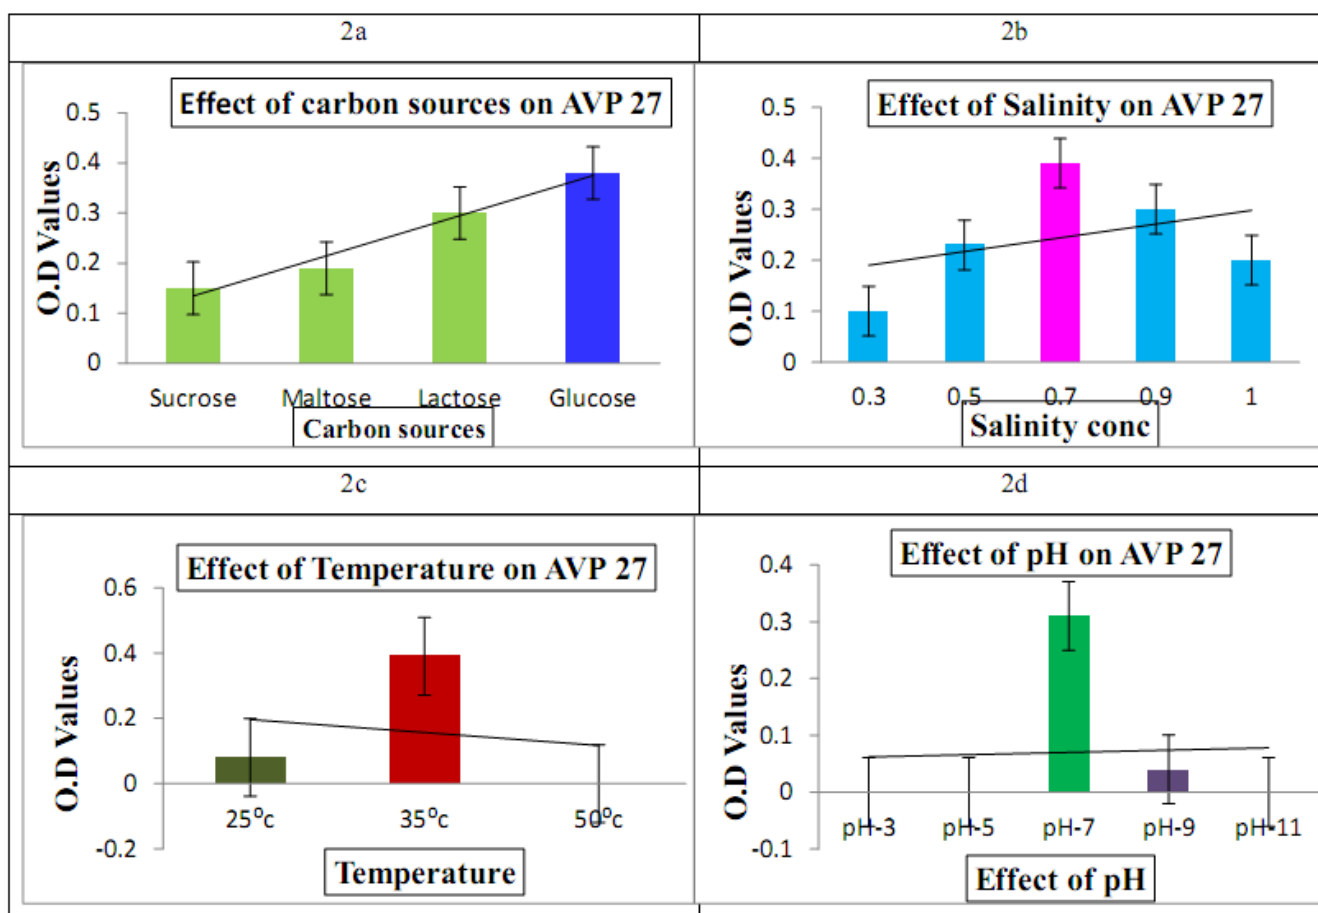 2a
2b
Effect of carbon sources on AVP 27
O.D Values
0.5
0.4
0.3
0.2
0.1
0
Sucrose Maltose Lactose Glucose
Carbon sources
Effect of Salinity on AVP 27
O.D Values
0.5
0.4
0.3
0.2
0.1
0
0.3 0.5 0.7 0.9 1
Salinity conc
2c
2d
Effect of Temperature on AVP 27
O.D Values
0.6
0.4
0.2
0
-0.2
25ºc 35ºc 50ºc
Temperature
Effect of pH on AVP 27
O.D Values
0.4
0.3
0.2
0.1
0
-0.1
pH-3 pH-5 pH-7 pH-9 pH-11
Effect of pH